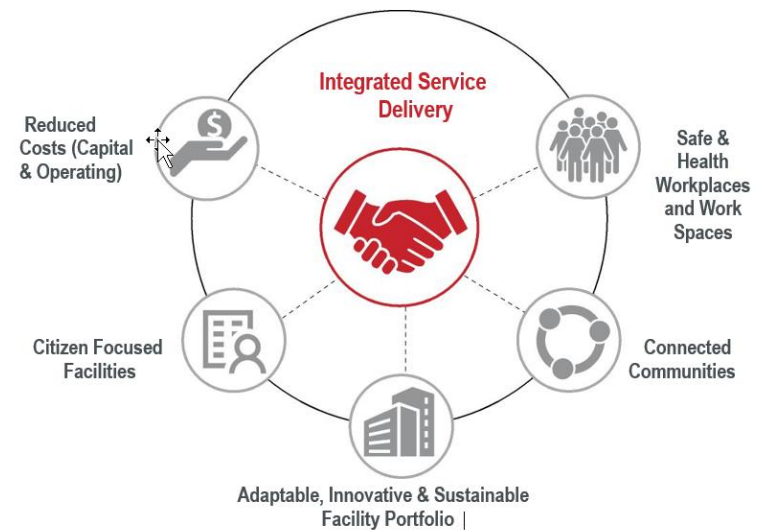 Integrated Service
Delivery
Reduced
Costs (Capital
& Operating)
$
Safe &
Health
Workplaces
and Work
Spaces
Citizen Focused
Facilities
Connected
Communities
Adaptable, Innovative & Sustainable
Facility Portfolio